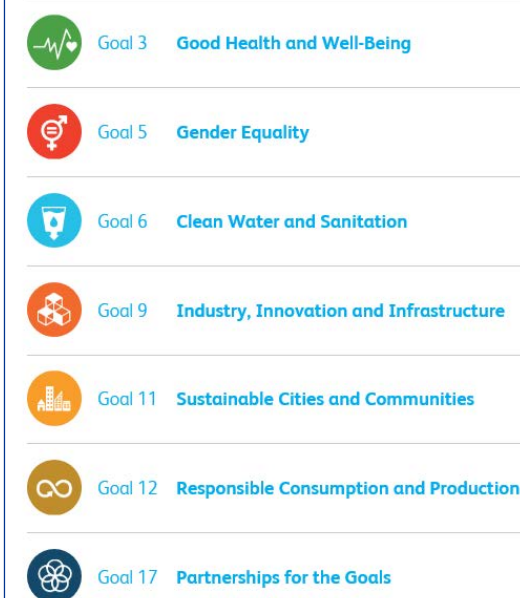 Goal 3 Good Health and Well-Being
Goal 5 Gender Equality
Goal 6 Clean Water and Sanitation
Goal 9 Industry, Innovation and Infrastructure
Goal 11 Sustainable Cities and Communities
Goal 12 Responsible Consumption and Production
Goal 17 Partnerships for the Goals